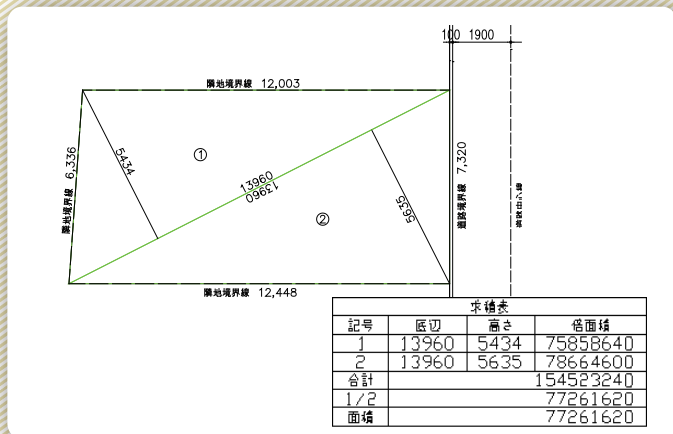 100 1900
隣地境界線 12,003
①
5434
隣地境界線 6,336
13960
13960
道路境界線 7,320
②
5635
隣地境界線 12,448
求積表
記号 底辺 高さ 倍面積
1 13960 5434 75858640
2 13960 5635 78664600
合計 154523240
1/2 77261620
面積 77261620